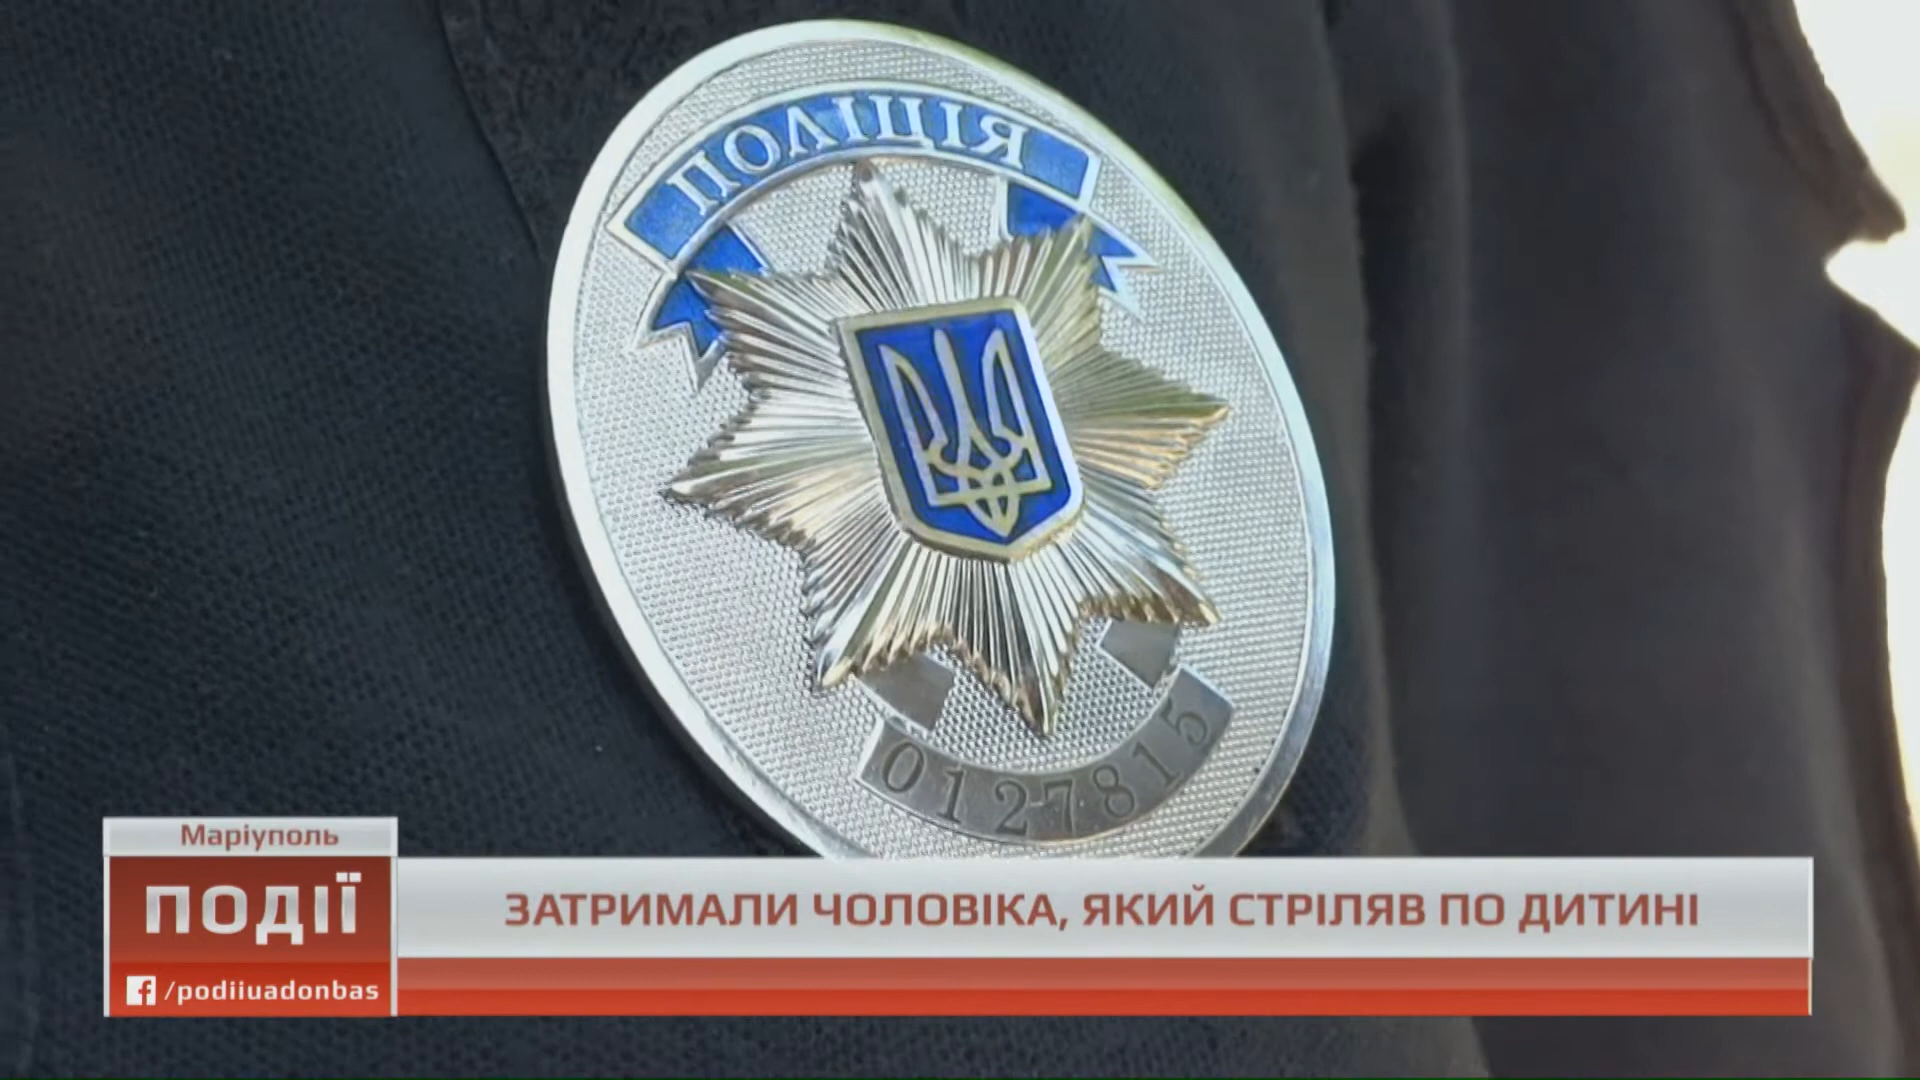 ПОЛІЦІЯ
0127815
Маріуполь
ПОДІЇ
ЗАТРИМАЛИ ЧОЛОВІКА, ЯКИЙ СТРІЛЯВ ПО ДИТИНІ
/podiiuadonbas